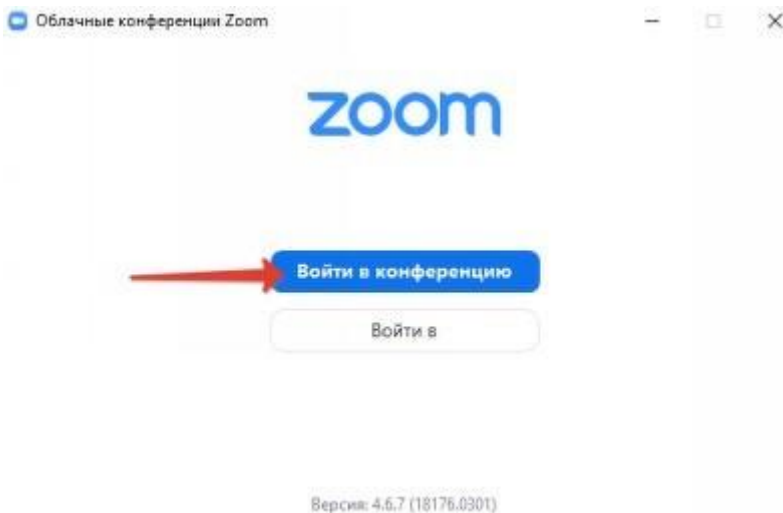 Облачные конференции Zoom
zoom
Войти в конференцию
Войти в
Версия: 4.6.7 (18176.0301)